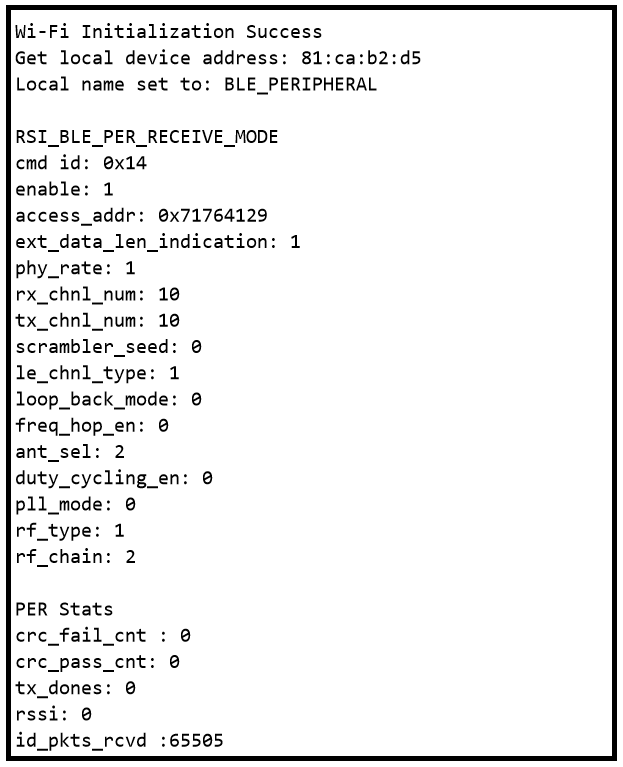 Wi-Fi Initialization Success
Get local device address: 81:ca:b2:d5
Local name set to: BLE_PERIPHERAL
RSI_BLE_PER_RECEIVE_MODE
cmd id: 0x14
enable: 1
access_addr: 0x71764129
ext_data_len_indication: 1
phy_rate: 1
rx_chnl_num: 10
tx_chnl_num: 10
scrambler_seed: 0
le_chnl_type: 1
loop_back_mode: 0
freq_hop_en: 0
ant_sel: 2
duty_cycling_en: 0
pll_mode: 0
rf_type: 1
rf_chain: 2
PER Stats
crc_fail_cnt : 0
crc_pass_cnt: 0
tx_dones: 0
rssi: 0
id_pkts_rcvd :65505